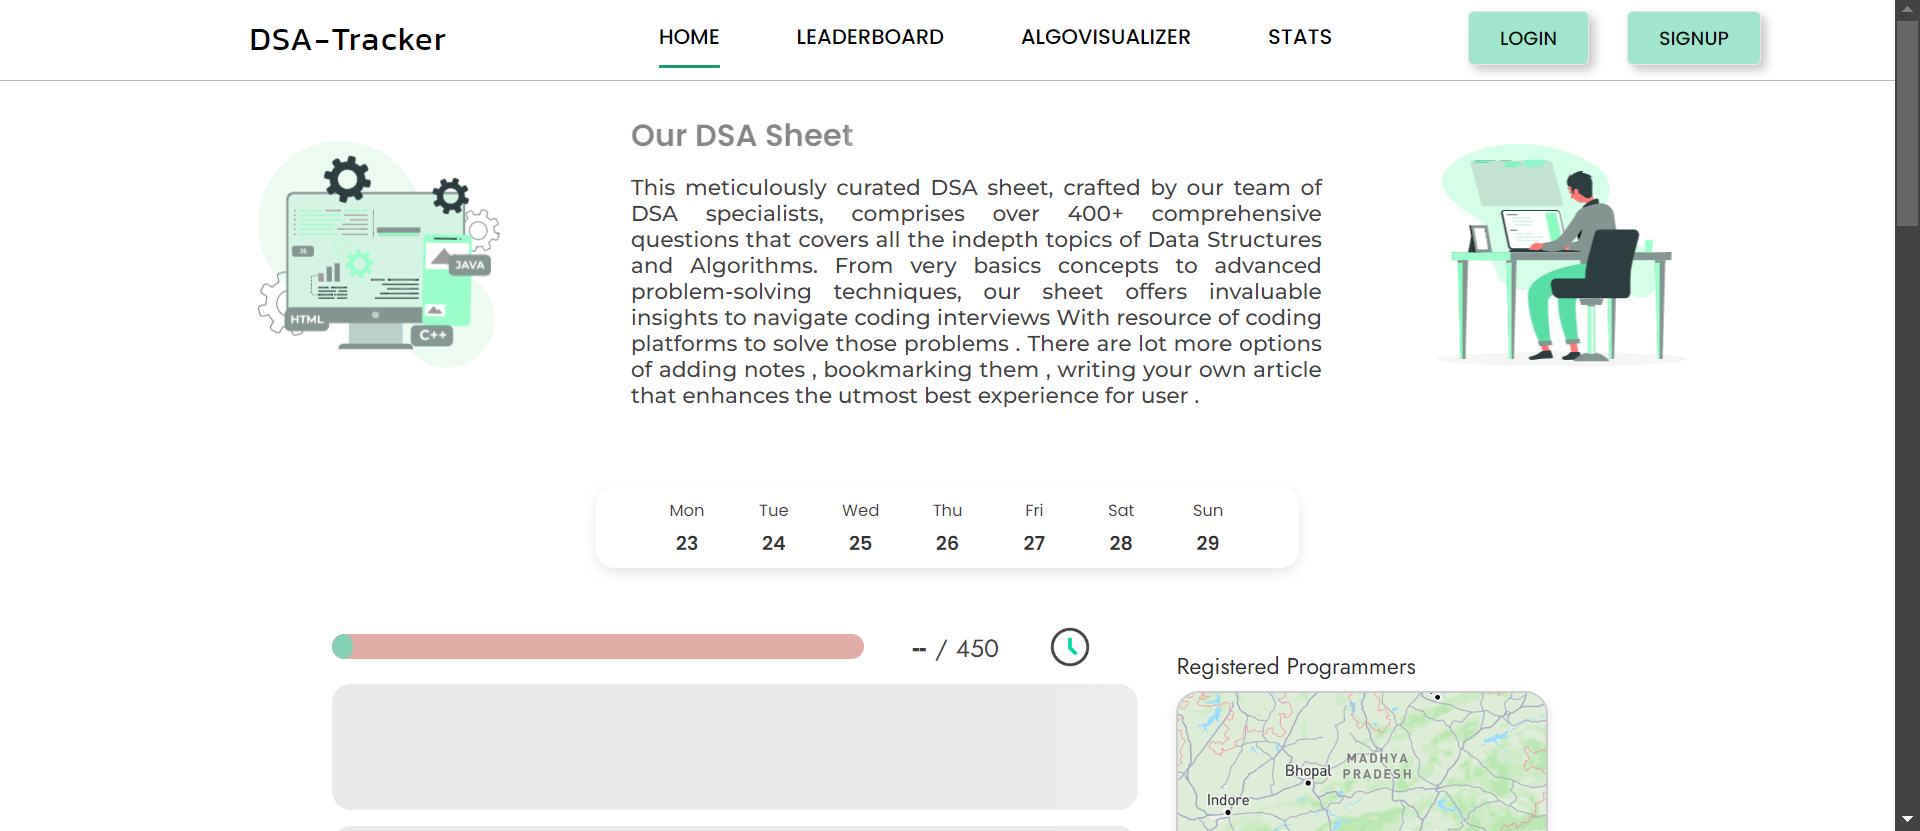 DSA-Tracker
HOME
LEADERBOARD
ALGOVISUALIZER
STATS
LOGIN
SIGNUP
JS
JAVA
HTML
C++
Our DSA Sheet
This meticulously curated DSA sheet, crafted by our team of
DSA specialists, comprises over 400+ comprehensive
questions that covers all the indepth topics of Data Structures
and Algorithms. From very basics concepts to advanced
problem-solving techniques, our sheet offers invaluable
insights to navigate coding interviews With resource of coding
platforms to solve those problems . There are lot more options
of adding notes , bookmarking them , writing your own article
that enhances the utmost best experience for user .
Mon Tue Wed Thu Fri Sat Sun
23 24 25 26 27 28 29
-- / 450
Registered Programmers
MADHYA
PRADESH
Bhopal
Indore